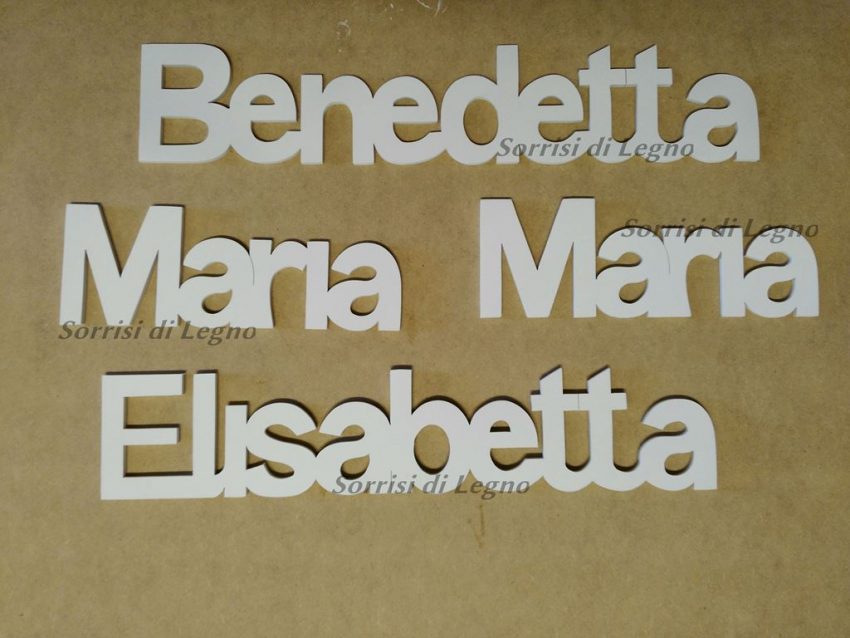 Benedetta
Sorrisi di Legno
Maria Maria
Sorrisi di Legno
Sorrisi di Legno
Elisabetta
Sorrisi di Legno